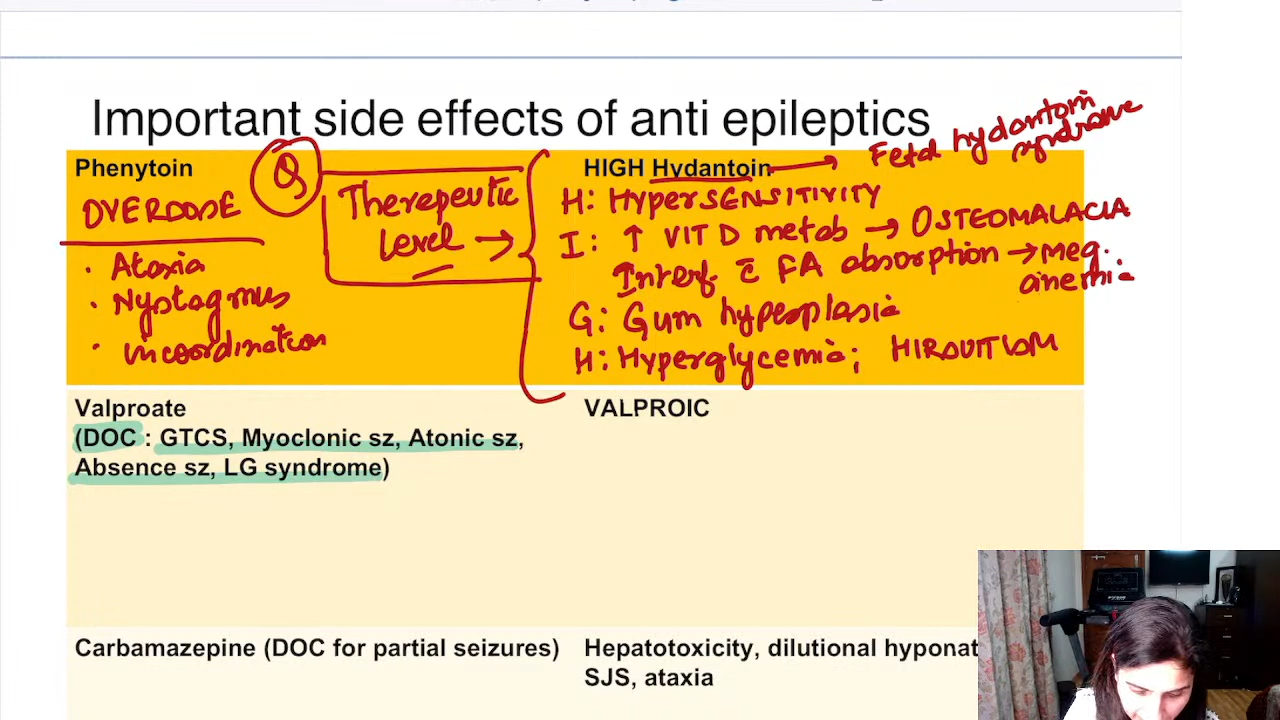 Important side effects of anti epileptics
Phenytoin
OVERDOSE
· Ataxia
· Nystagmus
· incoordination
Q
Therepeutic
level →
HIGH Hydantoin → Fetal hydantoin
syndrome
H: HyperSENSITIVITY
I: ↑ VIT D metab → OSTEOMALACIA
Interf. c̄ FA absorption → meg.
anemia
G: Gum hyperplasia
H: Hyperglycemia; HIRSUITISM
Valproate
(DOC : GTCS, Myoclonic sz, Atonic sz,
Absence sz, LG syndrome)
VALPROIC
Carbamazepine (DOC for partial seizures)
Hepatotoxicity, dilutional hyponat
SJS, ataxia